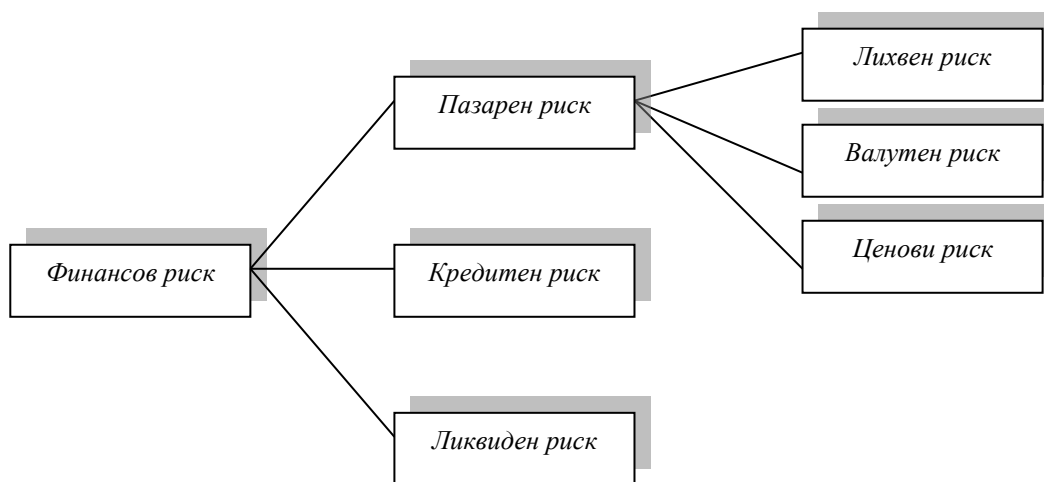 Лихвен риск
Пазарен риск
Валутен риск
Ценови риск
Финансов риск
Кредитен риск
Ликвиден риск